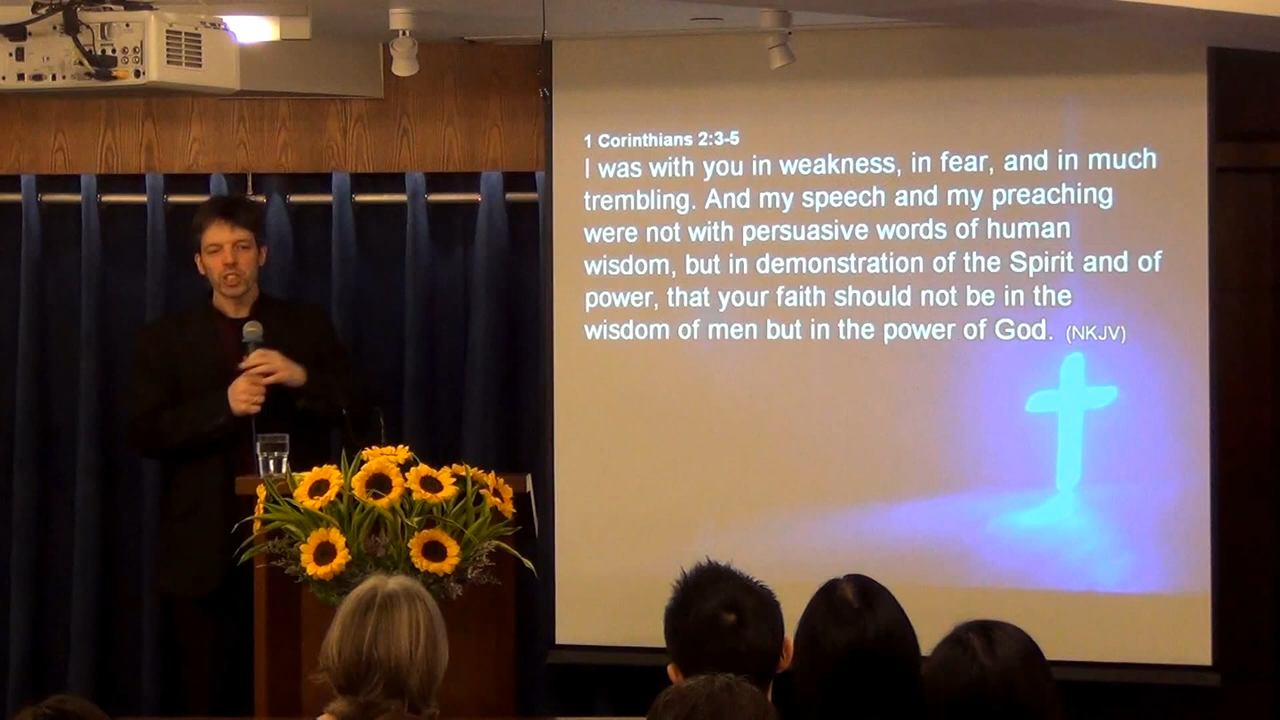 1 Corinthians 2:3-5
I was with you in weakness, in fear, and in much
trembling. And my speech and my preaching
were not with persuasive words of human
wisdom, but in demonstration of the Spirit and of
power, that your faith should not be in the
wisdom of men but in the power of God. (NKJV)